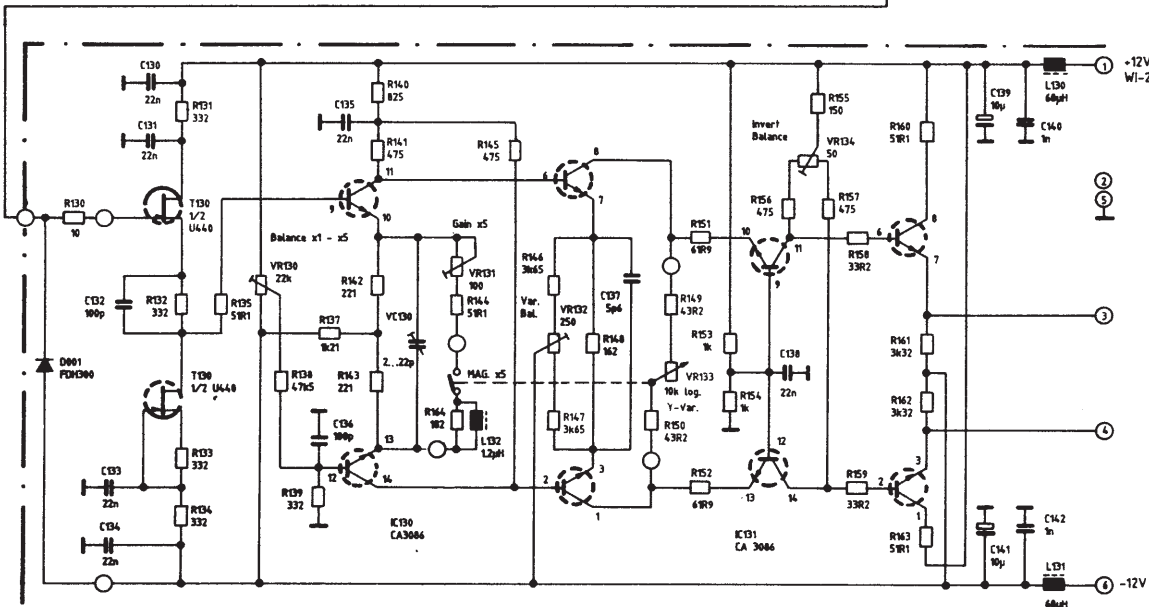 C130
22n
R131
332
C131
22n
R130
10
T130
1/2
U440
C132
100p
R132
332
R135
51R1
D001
FDH300
T130
1/2 U440
R133
332
C133
22n
R134
332
C134
22n
Balance x1 - x5
VR130
22k
R137
1k21
R138
47k5
C136
100p
R139
332
C135
22n
R140
825
R141
475
11
9
10
R142
221
VC130
2...22p
R143
221
13
12
14
IC130
CA3086
Gain x5
VR131
100
R144
51R1
MAG. x5
R164
182
L132
1.2µH
R145
475
6
8
7
R146
3k65
Var.
Bal.
VR132
250
C137
5p6
R148
162
R147
3k65
2
3
1
R151
61R9
R149
43R2
VR133
10k log.
Y-Var.
R150
43R2
R152
61R9
R153
1k
R154
1k
C138
22n
Invert
Balance
R155
150
VR134
50
R156
475
R157
475
10
11
9
12
13
14
IC131
CA 3086
R158
33R2
R159
33R2
R160
51R1
6
8
7
R161
3k32
R162
3k32
2
3
1
R163
51R1
C139
10µ
C140
1n
L130
68µH
1
+12V
WI-2
2
5
3
4
C141
10µ
C142
1n
L131
68µH
6
-12V